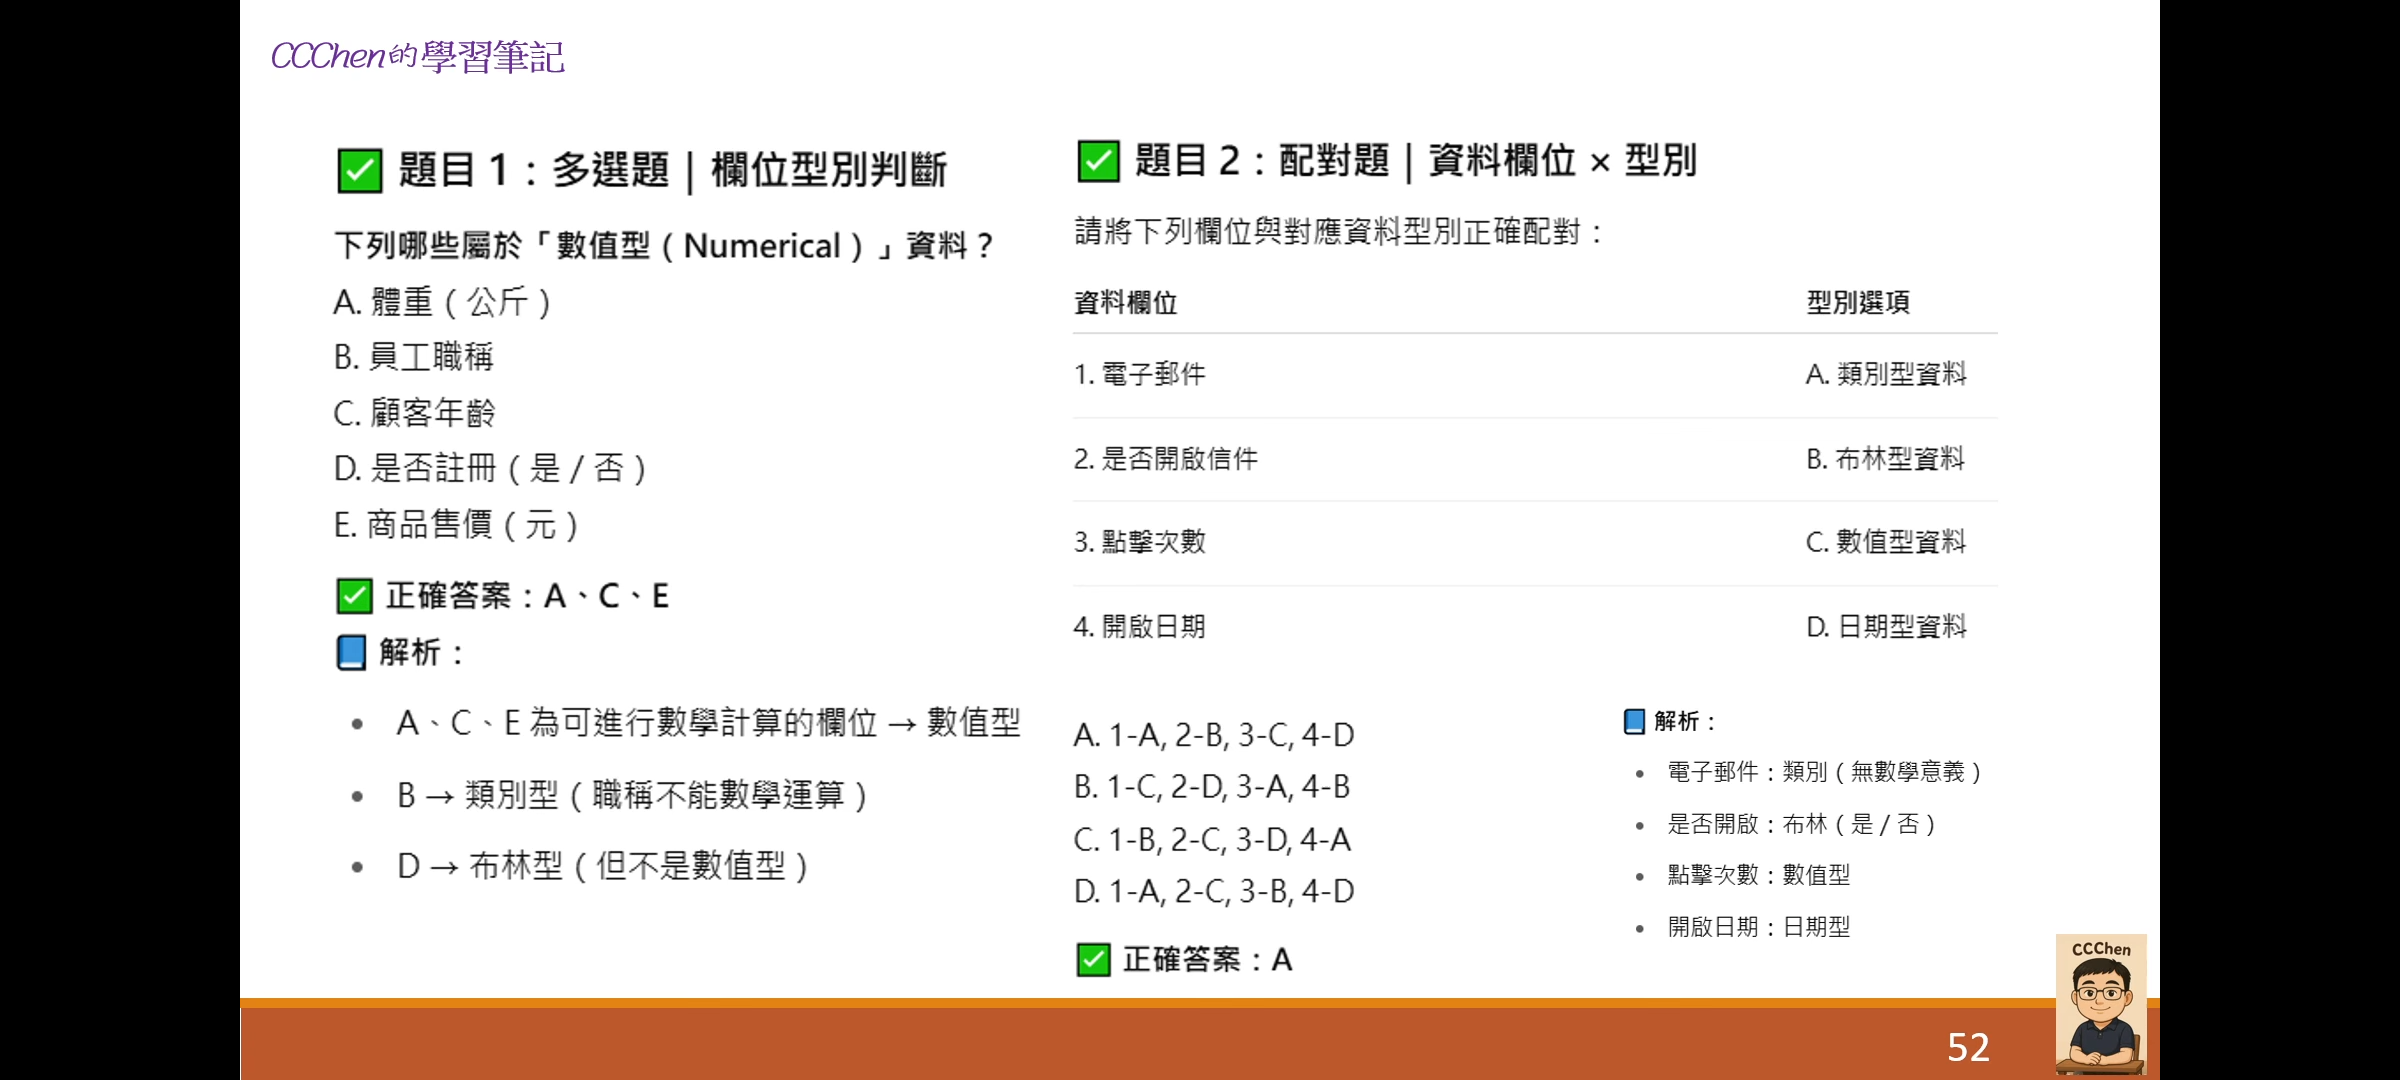 CCChen的學習筆記
題目 1：多選題｜欄位型別判斷
下列哪些屬於「數值型（Numerical）」資料？
A. 體重（公斤）
B. 員工職稱
C. 顧客年齡
D. 是否註冊（是 / 否）
E. 商品售價（元）
正確答案：A、C、E
解析：
• A、C、E 為可進行數學計算的欄位 → 數值型
• B → 類別型（職稱不能數學運算）
• D → 布林型（但不是數值型）
題目 2：配對題｜資料欄位 × 型別
請將下列欄位與對應資料型別正確配對：
資料欄位 型別選項
1. 電子郵件 A. 類別型資料
2. 是否開啟信件 B. 布林型資料
3. 點擊次數 C. 數值型資料
4. 開啟日期 D. 日期型資料
A. 1-A, 2-B, 3-C, 4-D
B. 1-C, 2-D, 3-A, 4-B
C. 1-B, 2-C, 3-D, 4-A
D. 1-A, 2-C, 3-B, 4-D
正確答案：A
解析：
• 電子郵件：類別（無數學意義）
• 是否開啟：布林（是 / 否）
• 點擊次數：數值型
• 開啟日期：日期型
CCChen
52